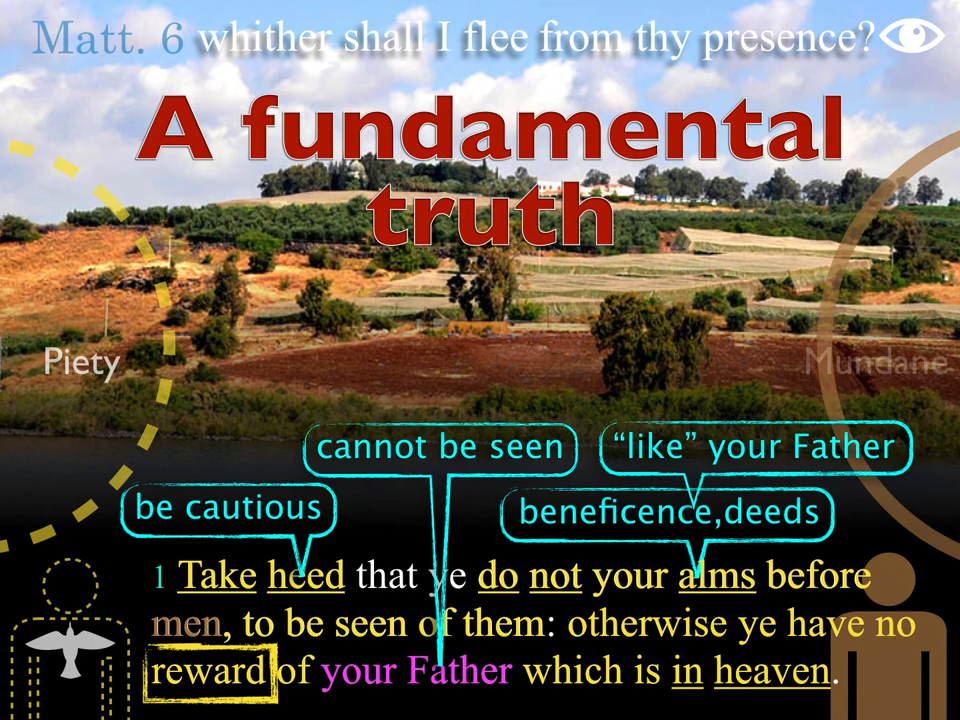 Matt. 6 whither shall I flee from thy presence?
A fundamental
truth
Piety
Mundane
cannot be seen
“like” your Father
be cautious
beneficence,deeds
1 Take heed that ye do not your alms before
men, to be seen of them: otherwise ye have no
reward of your Father which is in heaven.